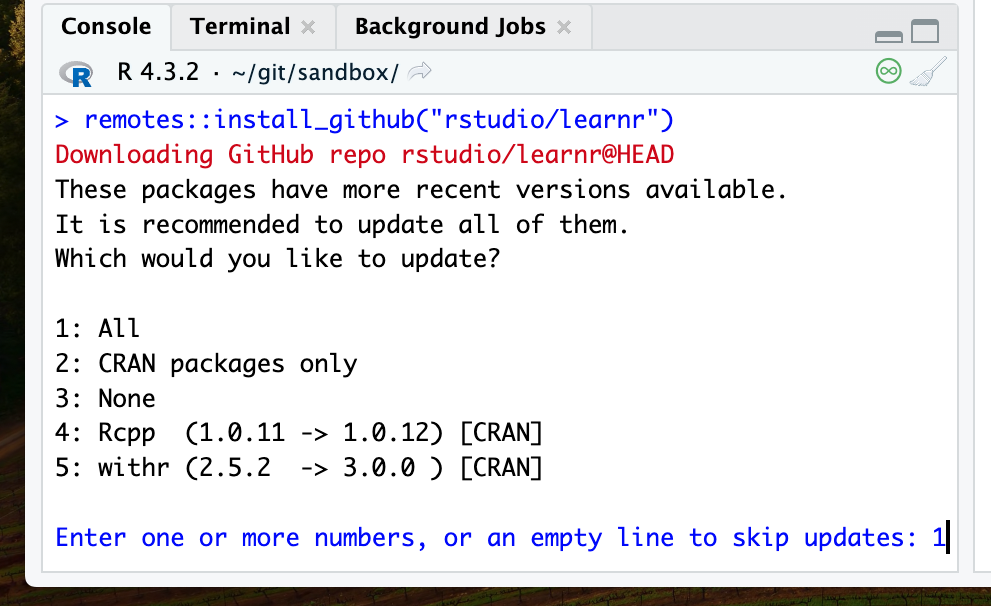 Console Terminal × Background Jobs ×
R R 4.3.2 · ~/git/sandbox/
> remotes::install_github("rstudio/learnr")
Downloading GitHub repo rstudio/learnr@HEAD
These packages have more recent versions available.
It is recommended to update all of them.
Which would you like to update?
1: All
2: CRAN packages only
3: None
4: Rcpp  (1.0.11 -> 1.0.12) [CRAN]
5: withr (2.5.2  -> 3.0.0 ) [CRAN]
Enter one or more numbers, or an empty line to skip updates: 1